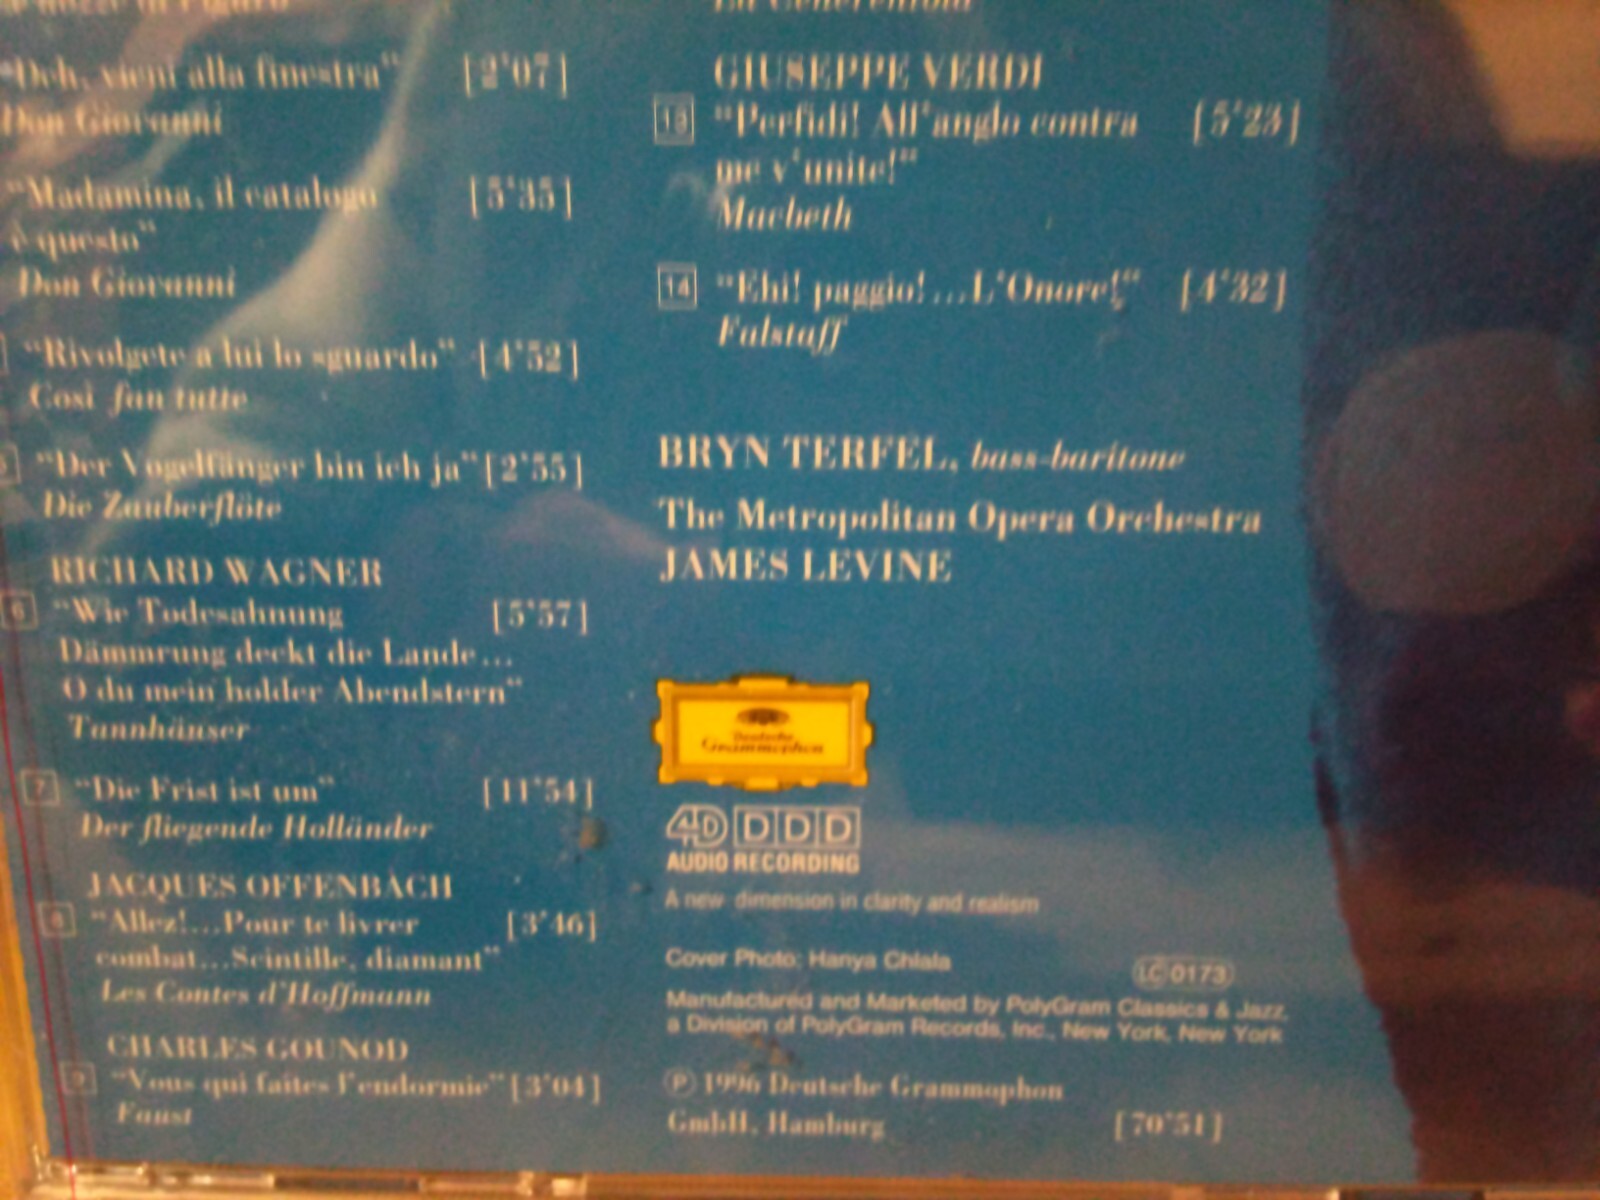 "Deh, vieni alla finestra" [2'07]
Don Giovanni
"Madamina, il catalogo [5'35]
è questo"
Don Giovanni
"Rivolgete a lui lo sguardo" [4'52]
Così fan tutte
"Der Vogelfänger bin ich ja" [2'55]
Die Zauberflöte
RICHARD WAGNER
6 "Wie Todesahnung [5'57]
Dämmrung deckt die Lande...
O du mein holder Abendstern"
Tannhäuser
7 "Die Frist ist um" [11'54]
Der fliegende Holländer
JACQUES OFFENBACH
8 "Allez!...Pour te livrer [3'46]
combat...Scintille, diamant"
Les Contes d'Hoffmann
CHARLES GOUNOD
9 "Vous qui faites l'endormie" [3'04]
Faust
La Cenerentola
GIUSEPPE VERDI
13 "Perfidi! All'anglo contra [5'23]
me v'unite!"
Macbeth
14 "Ehi! paggio!...L'Onore!" [4'32]
Falstaff
BRYN TERFEL, bass-baritone
The Metropolitan Opera Orchestra
JAMES LEVINE
Deutsche
Grammophon
4D DDD
AUDIO RECORDING
A new dimension in clarity and realism
Cover Photo: Hanya Chlala
LC 0173
Manufactured and Marketed by PolyGram Classics & Jazz,
a Division of PolyGram Records, Inc., New York, New York
℗ 1996 Deutsche Grammophon
GmbH, Hamburg [70'51]